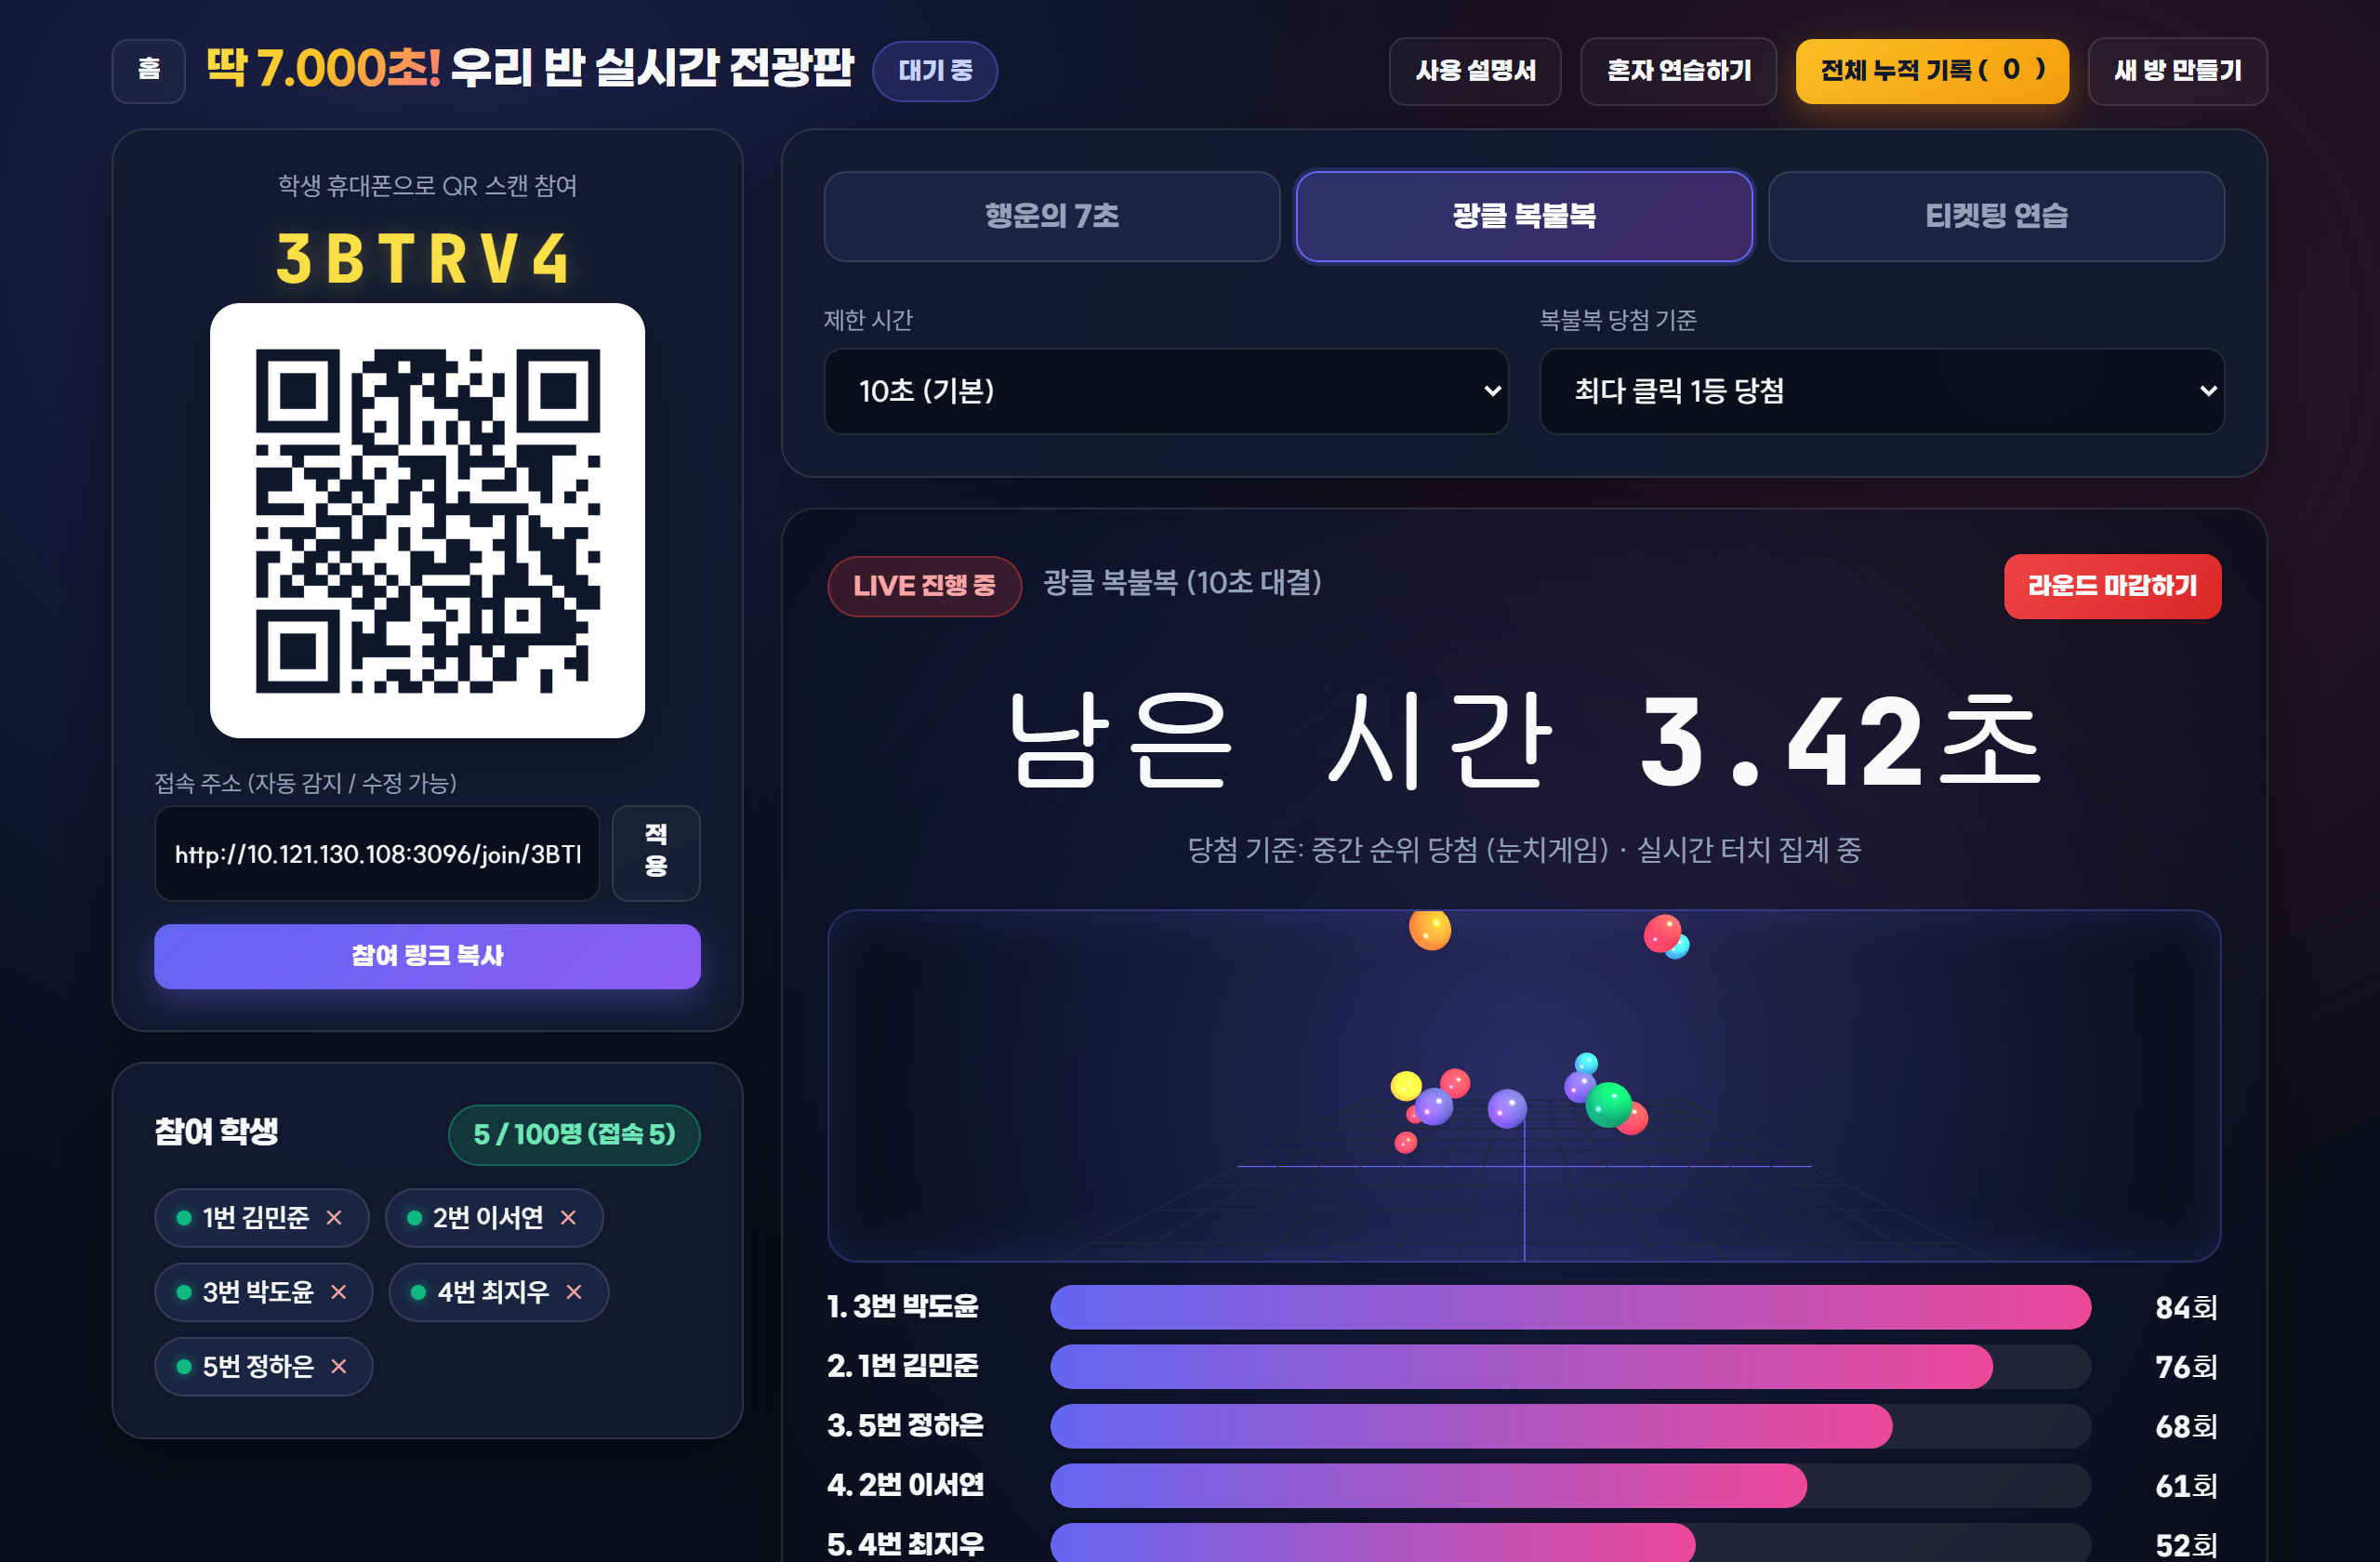 홈
딱 7.000초! 우리 반 실시간 전광판
대기 중
사용 설명서
혼자 연습하기
전체 누적 기록 ( 0 )
새 방 만들기
학생 휴대폰으로 QR 스캔 참여
3BTRV4
접속 주소 (자동 감지 / 수정 가능)
http://10.121.130.108:3096/join/3BTI
적
용
참여 링크 복사
참여 학생
5 / 100명 (접속 5)
1번 김민준 ×
2번 이서연 ×
3번 박도윤 ×
4번 최지우 ×
5번 정하은 ×
행운의 7초
광클 복불복
티켓팅 연습
제한 시간
10초 (기본)
복불복 당첨 기준
최다 클릭 1등 당첨
LIVE 진행 중
광클 복불복 (10초 대결)
라운드 마감하기
남은 시간 3.42초
당첨 기준: 중간 순위 당첨 (눈치게임) · 실시간 터치 집계 중
1. 3번 박도윤 84회
2. 1번 김민준 76회
3. 5번 정하은 68회
4. 2번 이서연 61회
5. 4번 최지우 52회